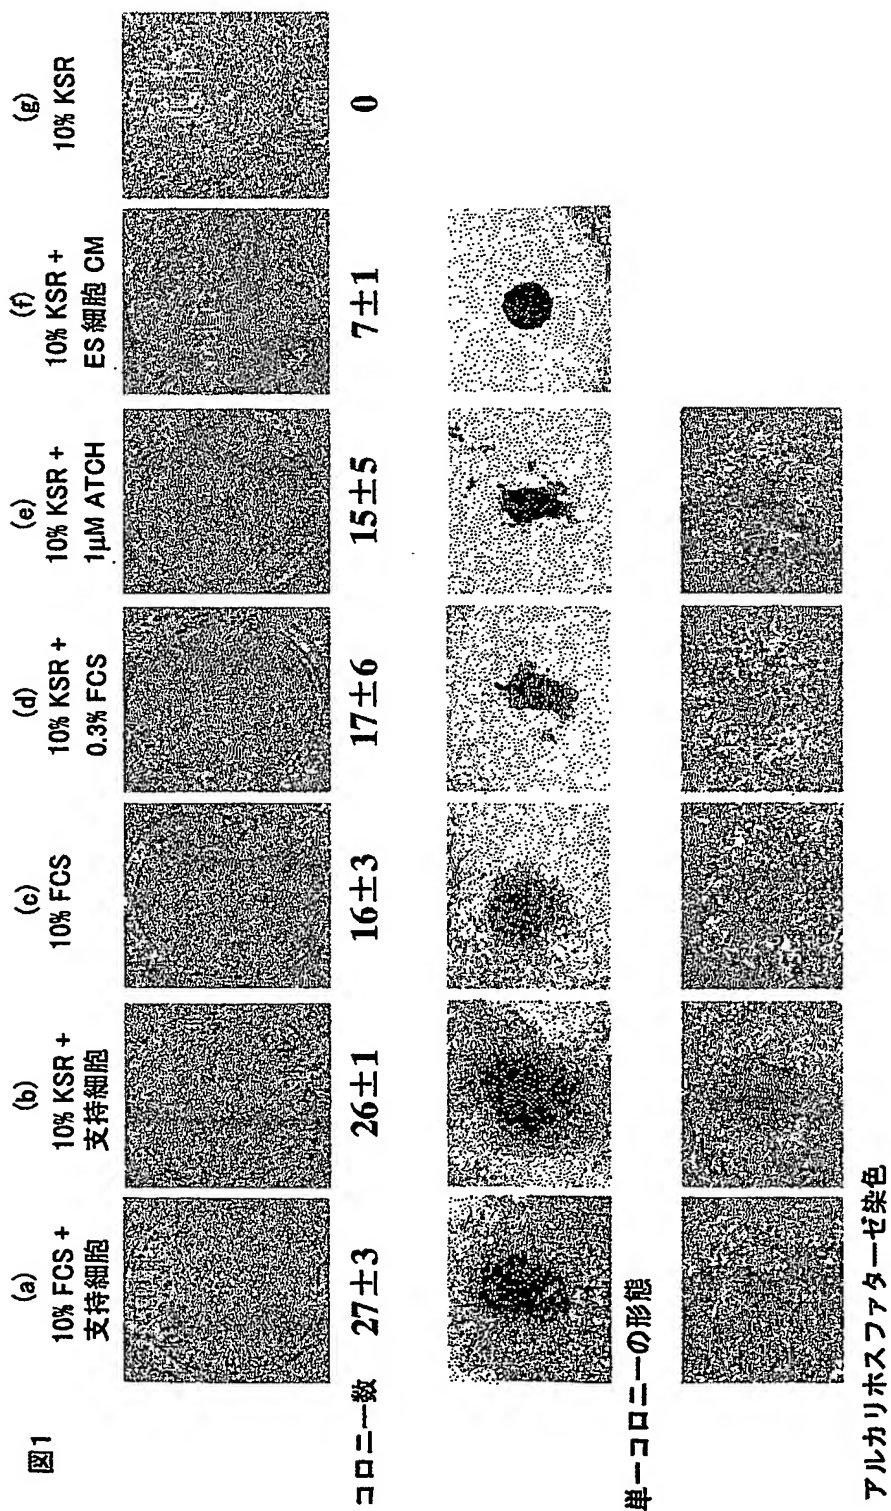 図1
(a)
10% FCS +
支持細胞
(b)
10% KSR +
支持細胞
(c)
10% FCS
(d)
10% KSR +
0.3% FCS
(e)
10% KSR +
1μM ATCH
(f)
10% KSR +
ES 細胞 CM
(g)
10% KSR
コロニー数 27±3 26±1 16±3 17±6 15±5 7±1 0
単一コロニーの形態
アルカリホスファターゼ染色